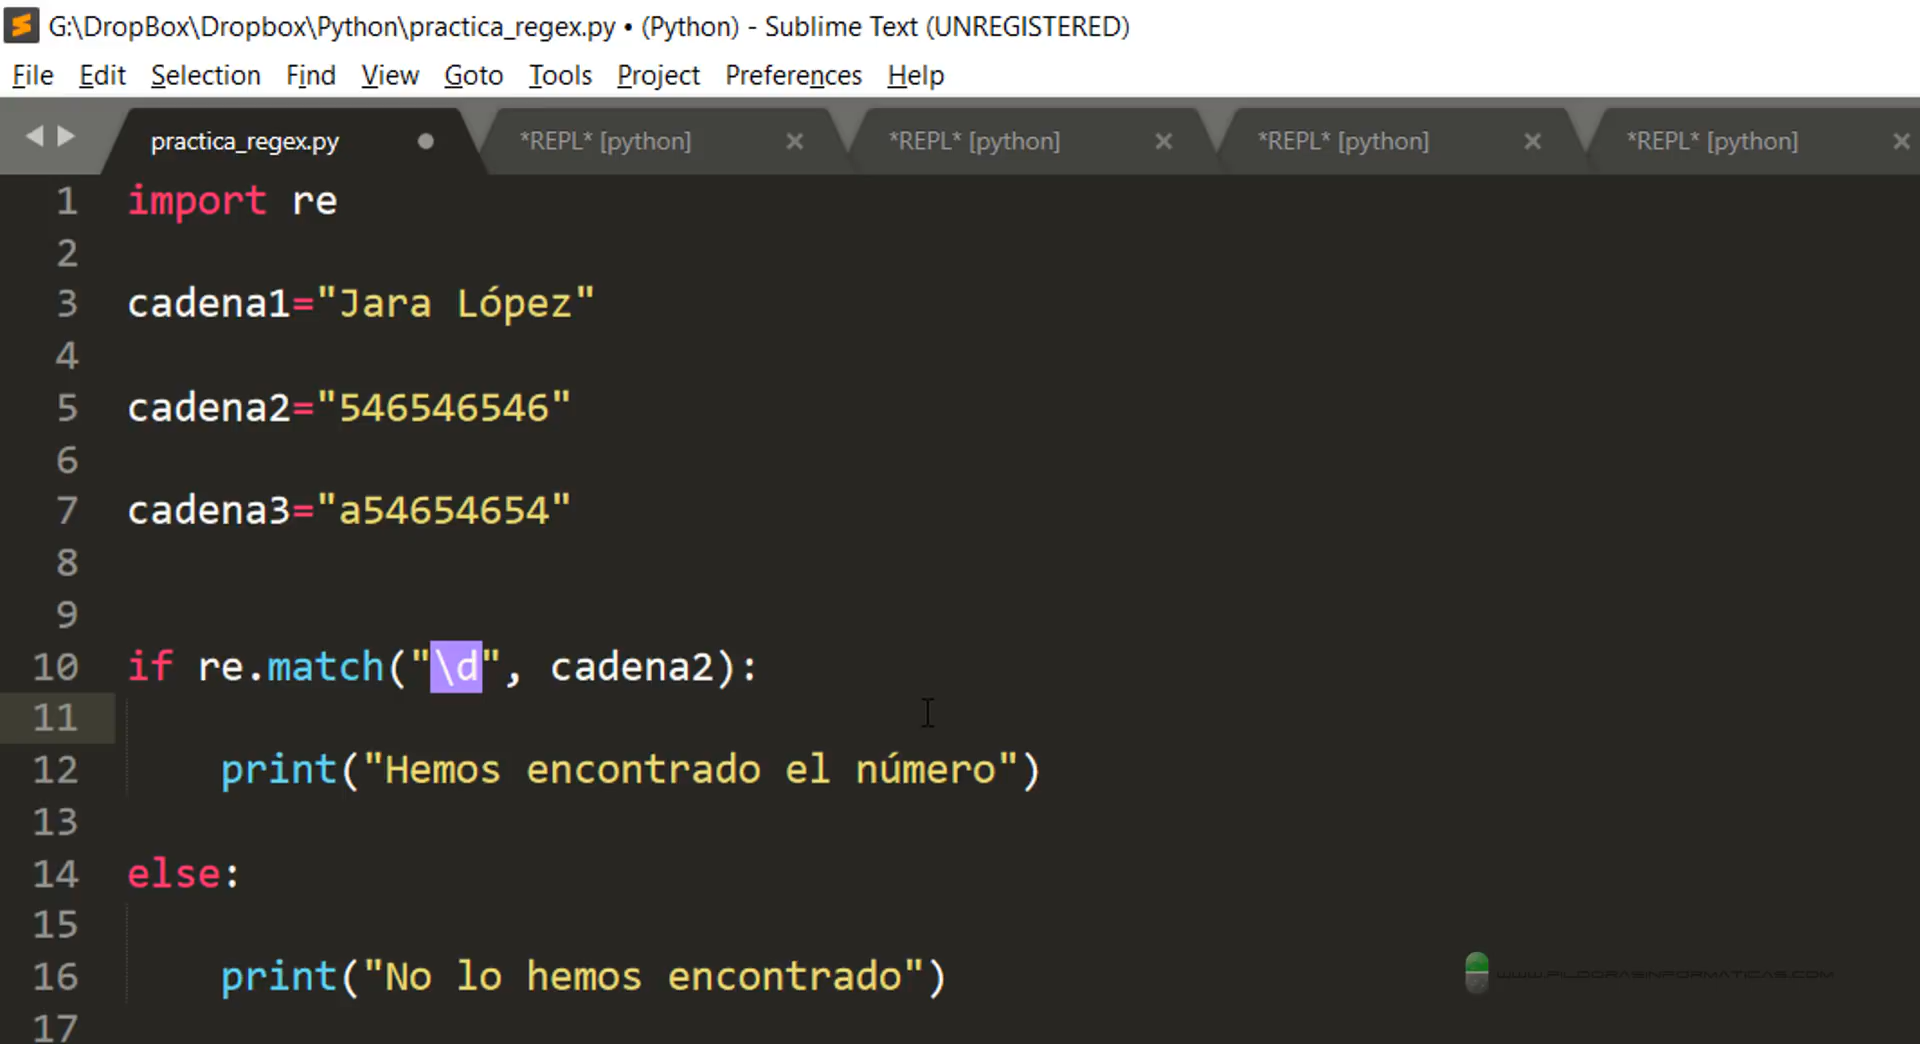 G:\DropBox\Dropbox\Python\practica_regex.py • (Python) - Sublime Text (UNREGISTERED)
File Edit Selection Find View Goto Tools Project Preferences Help
practica_regex.py *REPL* [python] *REPL* [python] *REPL* [python] *REPL* [python]
1 import re
2
3 cadena1="Jara López"
4
5 cadena2="546546546"
6
7 cadena3="a54654654"
8
9
10 if re.match("\d", cadena2):
11
12 print("Hemos encontrado el número")
13
14 else:
15
16 print("No lo hemos encontrado")
17
WWW.PILDORASINFORMATICAS.COM